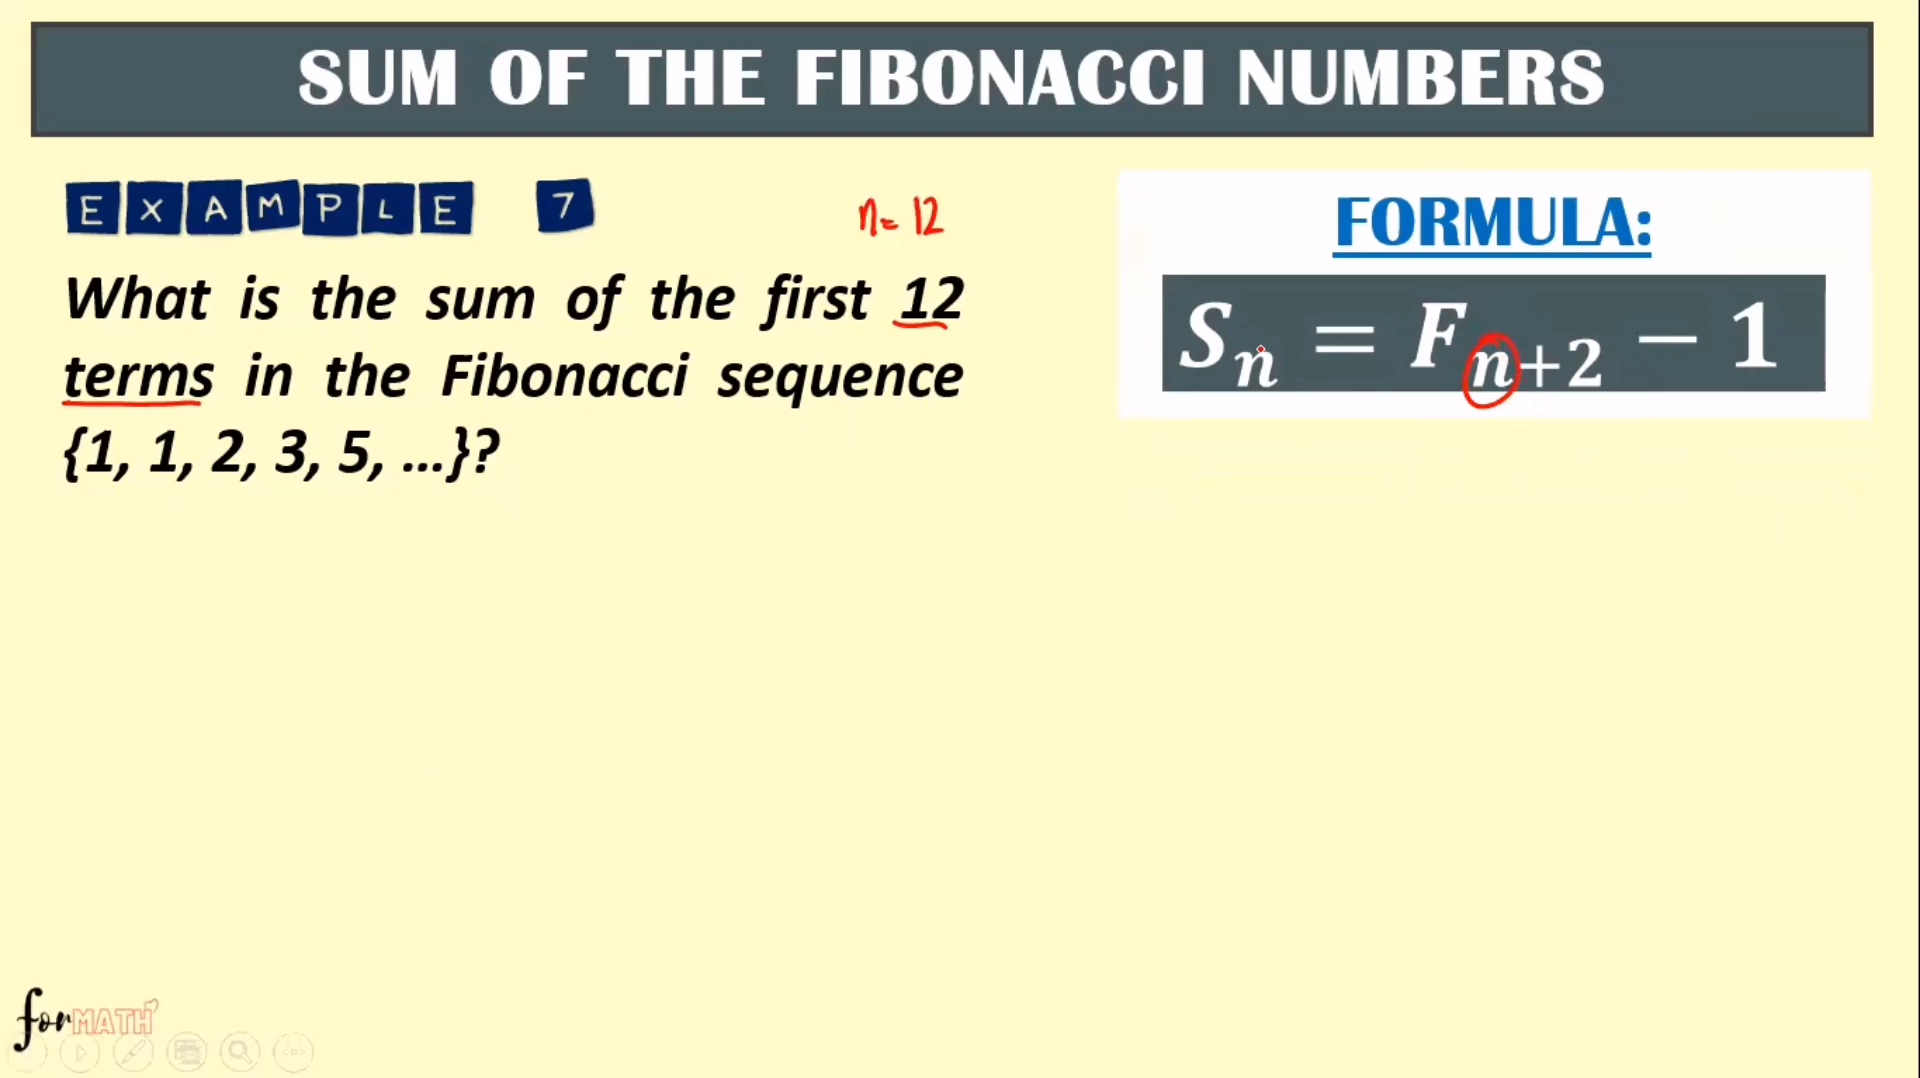 SUM OF THE FIBONACCI NUMBERS
EXAMPLE 7
n= 12
What is the sum of the first 12
terms in the Fibonacci sequence
{1, 1, 2, 3, 5, …}?
FORMULA:
Sₙ = Fₙ₊₂ − 1
forMATH